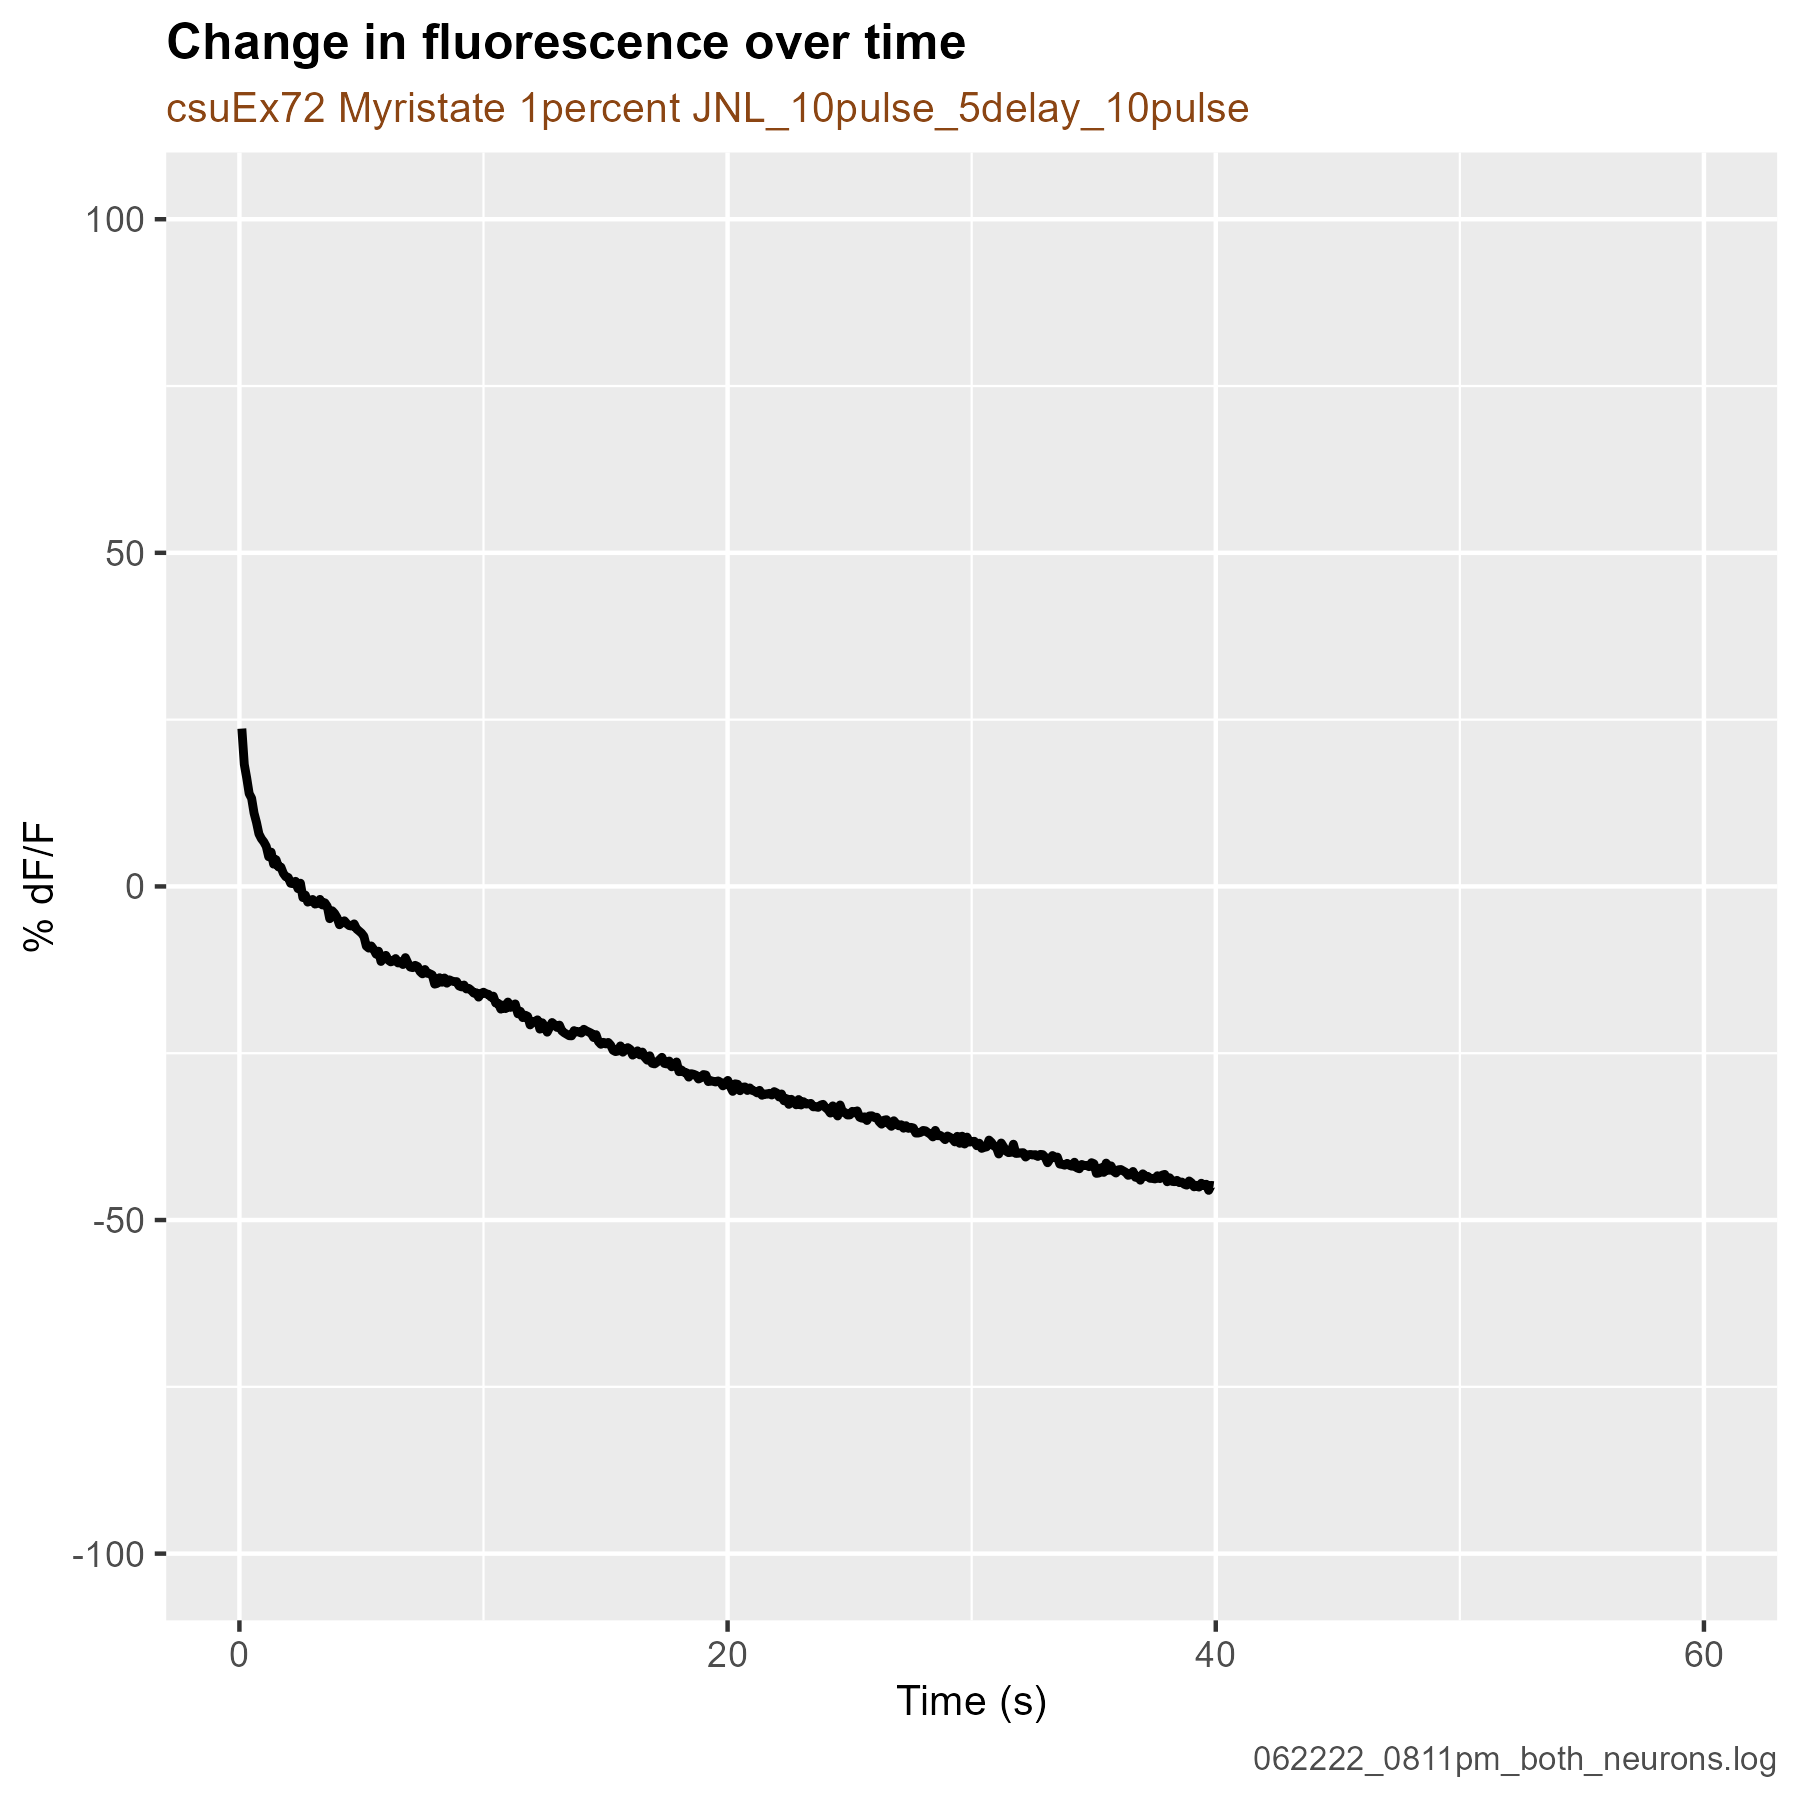 Change in fluorescence over time
csuEx72 Myristate 1percent JNL_10pulse_5delay_10pulse
100
50
0
-50
-100
% dF/F
0 20 40 60
Time (s)
062222_0811pm_both_neurons.log